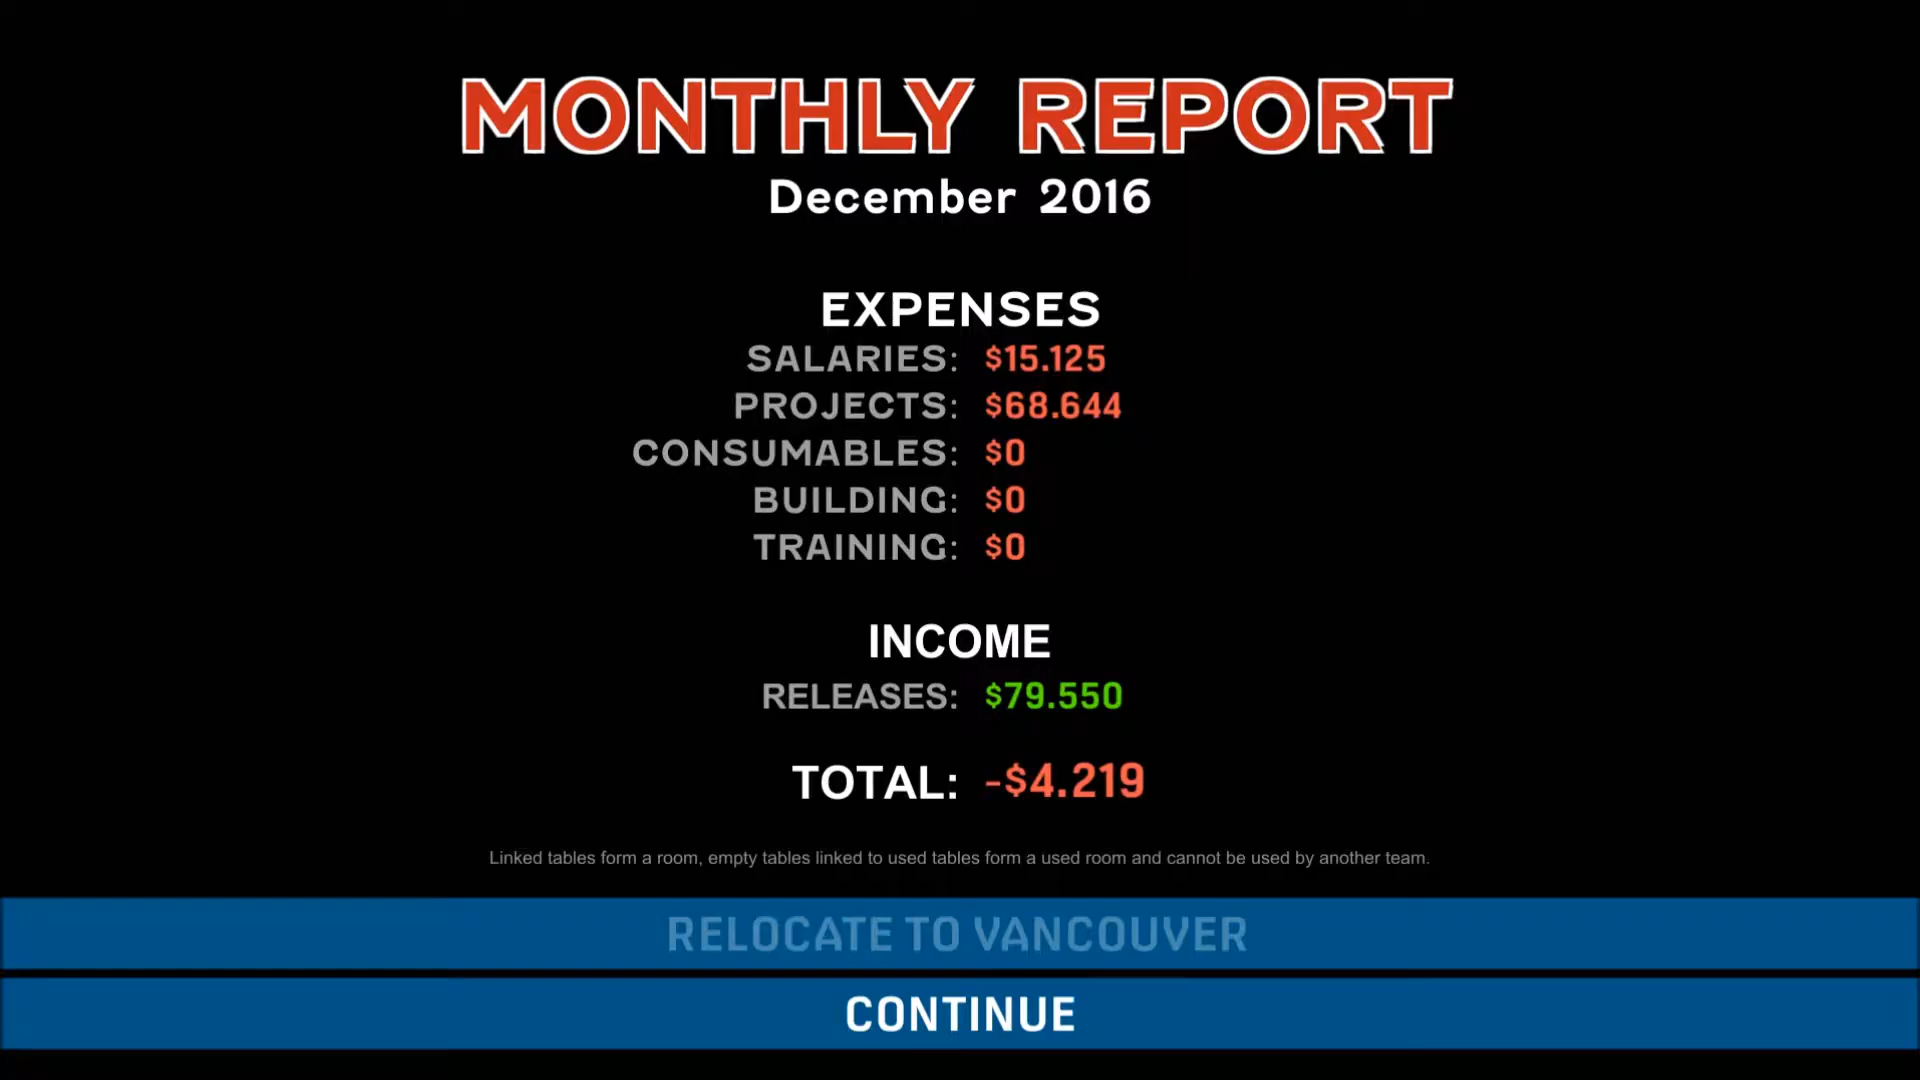 MONTHLY REPORT
December 2016
EXPENSES
SALARIES: $15.125
PROJECTS: $68.644
CONSUMABLES: $0
BUILDING: $0
TRAINING: $0
INCOME
RELEASES: $79.550
TOTAL: -$4.219
Linked tables form a room, empty tables linked to used tables form a used room and cannot be used by another team.
RELOCATE TO VANCOUVER
CONTINUE